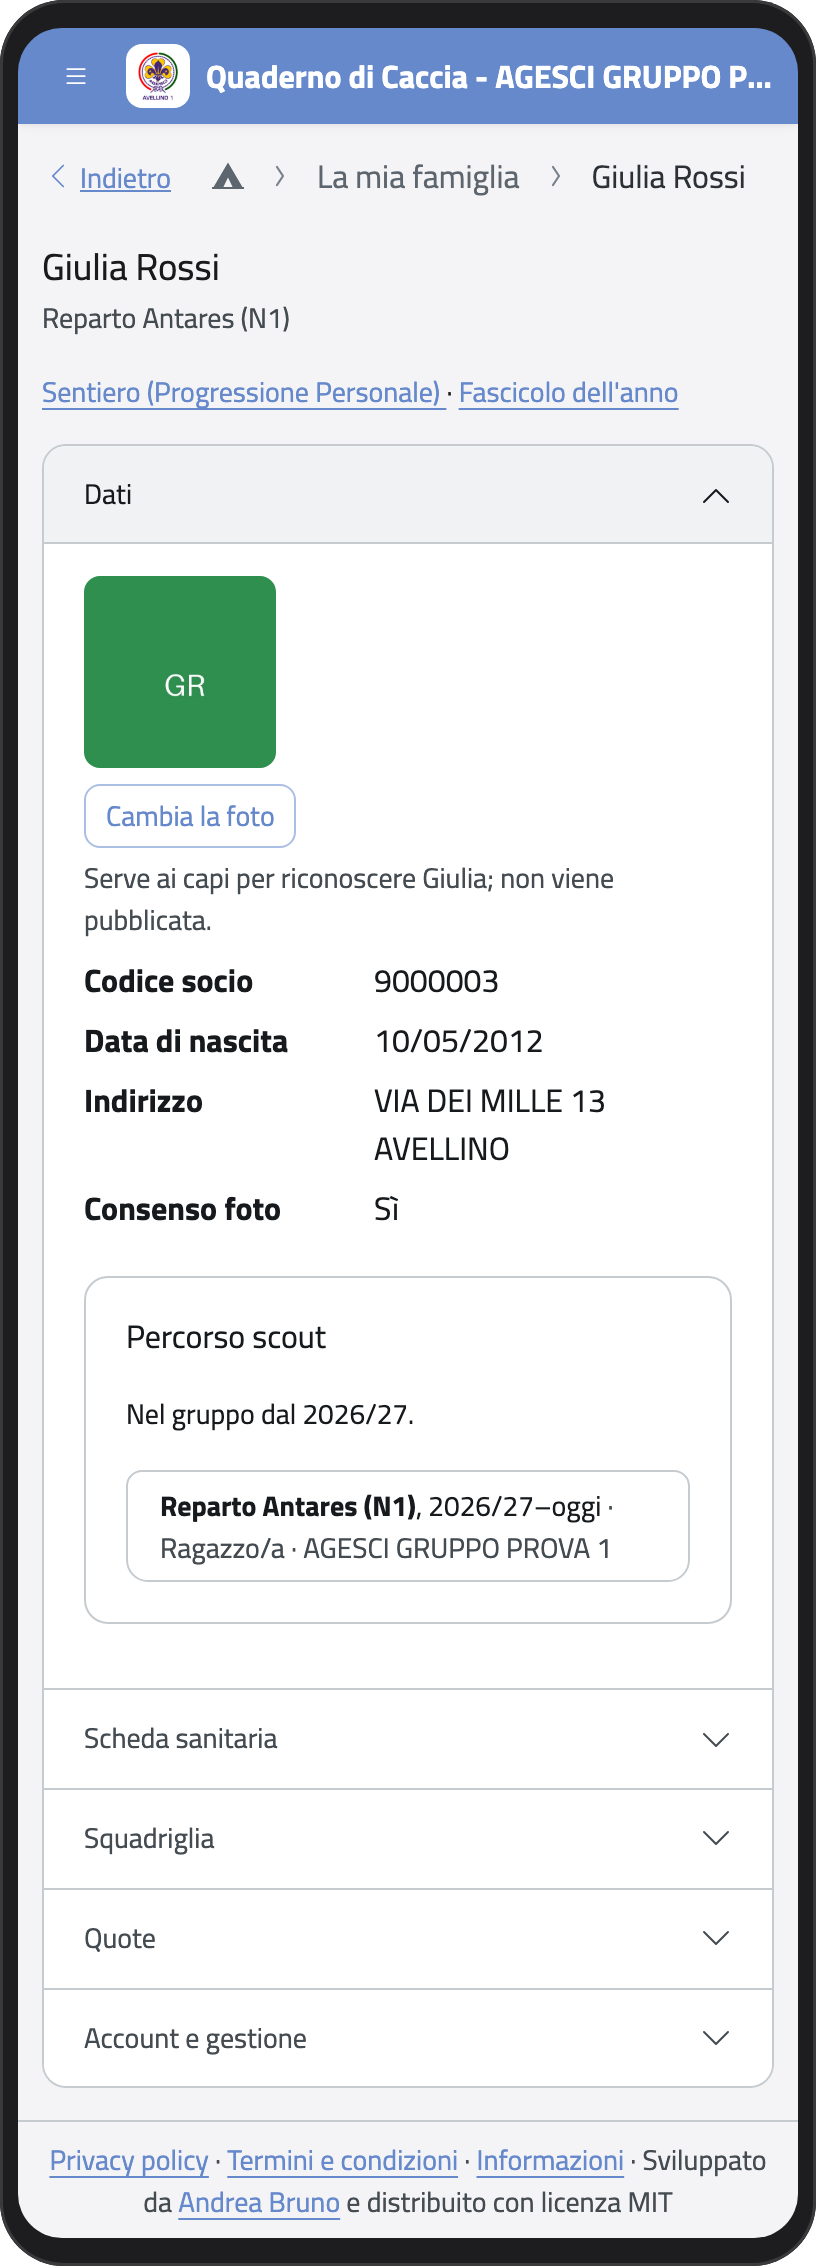 AVELLINO 1
Quaderno di Caccia - AGESCI GRUPPO P...
Indietro
La mia famiglia
Giulia Rossi
Giulia Rossi
Reparto Antares (N1)
Sentiero (Progressione Personale) · Fascicolo dell'anno
Dati
GR
Cambia la foto
Serve ai capi per riconoscere Giulia; non viene
pubblicata.
Codice socio 9000003
Data di nascita 10/05/2012
Indirizzo VIA DEI MILLE 13
AVELLINO
Consenso foto Sì
Percorso scout
Nel gruppo dal 2026/27.
Reparto Antares (N1), 2026/27–oggi ·
Ragazzo/a · AGESCI GRUPPO PROVA 1
Scheda sanitaria
Squadriglia
Quote
Account e gestione
Privacy policy · Termini e condizioni · Informazioni · Sviluppato
da Andrea Bruno e distribuito con licenza MIT